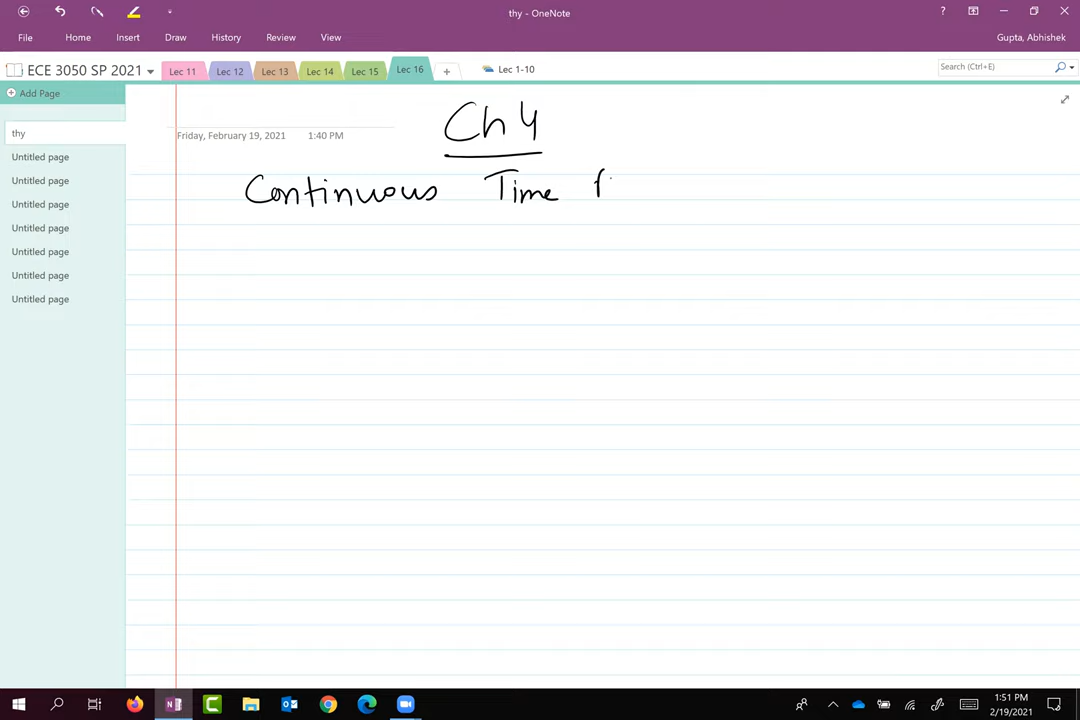 thy - OneNote
File Home Insert Draw History Review View
Gupta, Abhishek
ECE 3050 SP 2021
Lec 11 Lec 12 Lec 13 Lec 14 Lec 15 Lec 16 + Lec 1-10
Search (Ctrl+E)
Add Page
Ch 4
Friday, February 19, 2021 1:40 PM
thy
Continuous Time
Untitled page
Untitled page
Untitled page
Untitled page
Untitled page
Untitled page
Untitled page
1:51 PM
2/19/2021